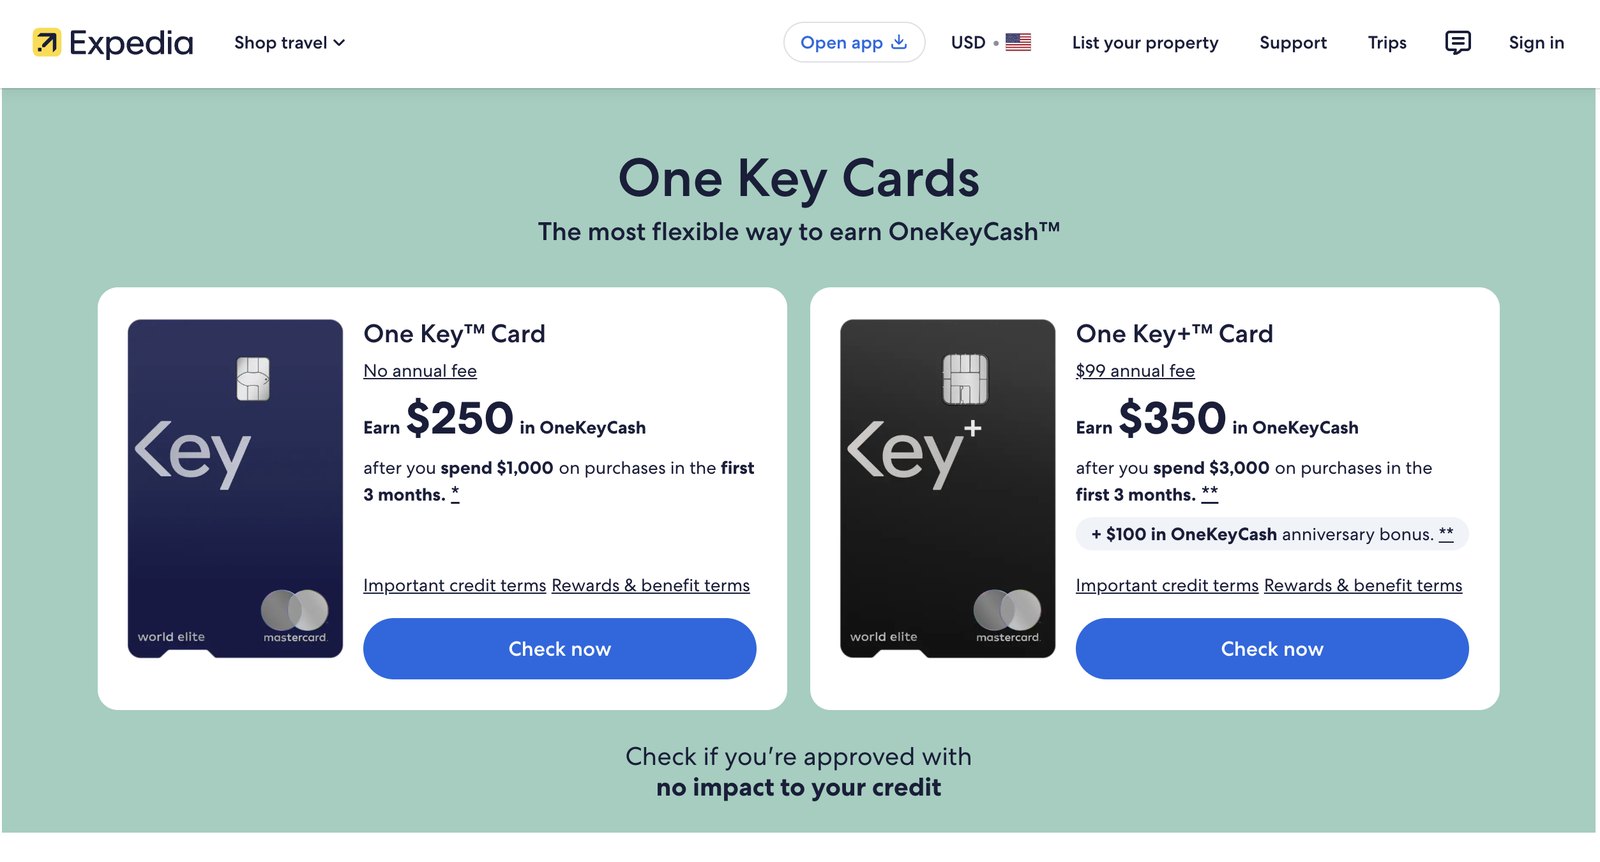 Expedia
Shop travel
Open app
USD •
List your property
Support
Trips
Sign in
One Key Cards
The most flexible way to earn OneKeyCash™
Key
world elite
mastercard.
One Key™ Card
No annual fee
Earn $250 in OneKeyCash
after you spend $1,000 on purchases in the first
3 months. *
Important credit terms Rewards & benefit terms
Check now
Key+
world elite
mastercard.
One Key+™ Card
$99 annual fee
Earn $350 in OneKeyCash
after you spend $3,000 on purchases in the
first 3 months. **
+ $100 in OneKeyCash anniversary bonus. **
Important credit terms Rewards & benefit terms
Check now
Check if you’re approved with
no impact to your credit